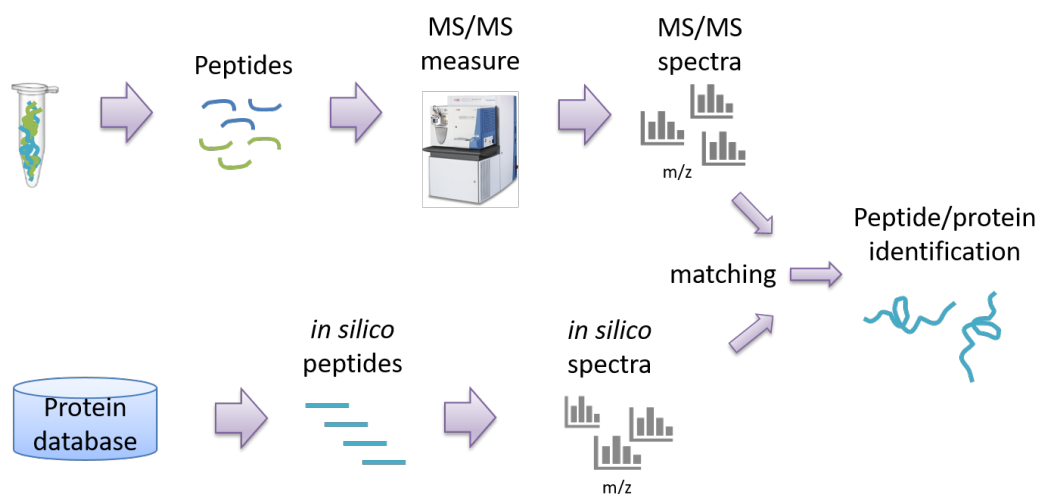 Peptides
MS/MS
measure
MS/MS
spectra
m/z
matching
Peptide/protein
identification
Protein
database
in silico
peptides
in silico
spectra
m/z